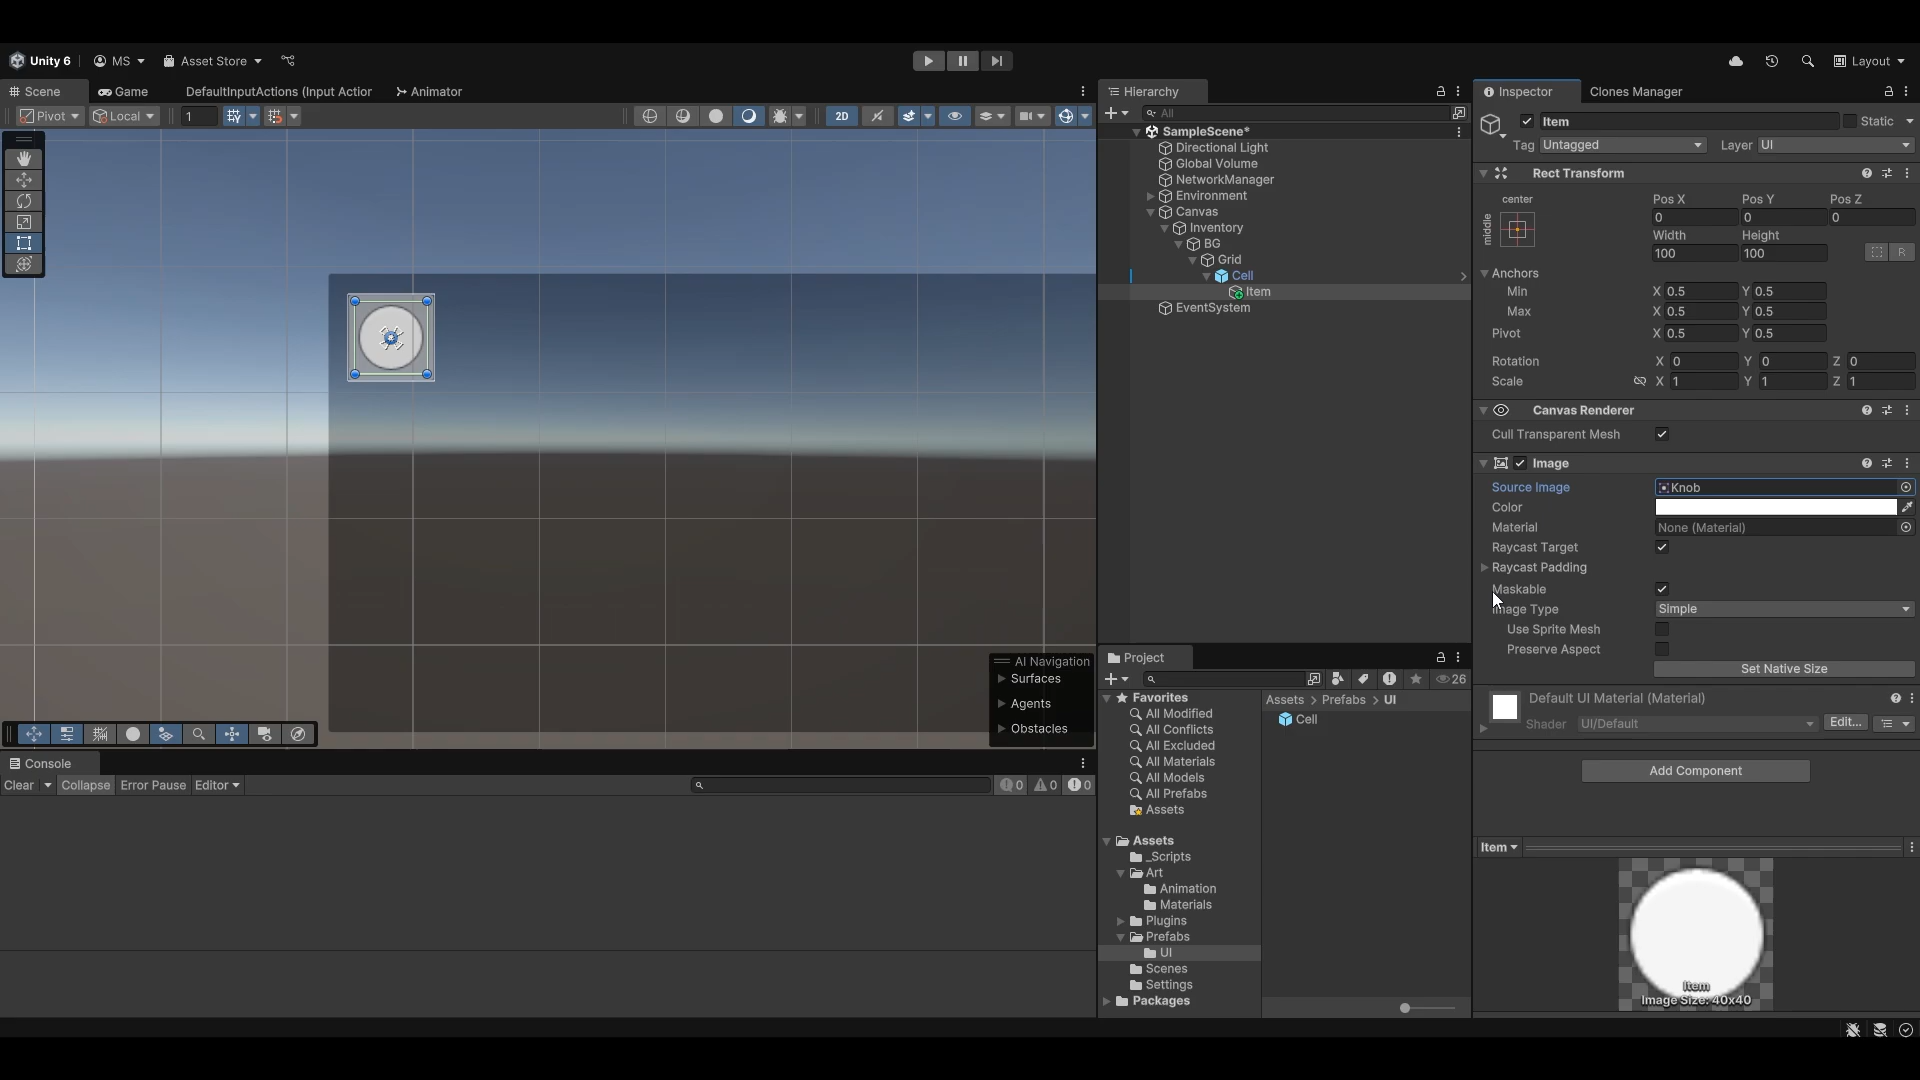 Unity 6 MS Asset Store Layout
Scene Game DefaultInputActions (Input Actior Animator
Pivot Local 1 2D
AI Navigation
Surfaces
Agents
Obstacles
Console
Clear Collapse Error Pause Editor 0 0 0
Hierarchy
All
SampleScene*
Directional Light
Global Volume
NetworkManager
Environment
Canvas
Inventory
BG
Grid
Cell
Item
EventSystem
Project
26
Favorites
All Modified
All Conflicts
All Excluded
All Materials
All Models
All Prefabs
Assets
Assets
_Scripts
Art
Animation
Materials
Plugins
Prefabs
UI
Scenes
Settings
Packages
Assets > Prefabs > UI
Cell
Inspector Clones Manager
Item Static
Tag Untagged Layer UI
Rect Transform
center
middle
Pos X Pos Y Pos Z
0 0 0
Width Height
100 100 R
Anchors
Min X 0.5 Y 0.5
Max X 0.5 Y 0.5
Pivot X 0.5 Y 0.5
Rotation X 0 Y 0 Z 0
Scale X 1 Y 1 Z 1
Canvas Renderer
Cull Transparent Mesh
Image
Source Image Knob
Color
Material None (Material)
Raycast Target
Raycast Padding
Maskable
Image Type Simple
Use Sprite Mesh
Preserve Aspect
Set Native Size
Default UI Material (Material)
Shader UI/Default Edit...
Add Component
Item
Item
Image Size: 40x40